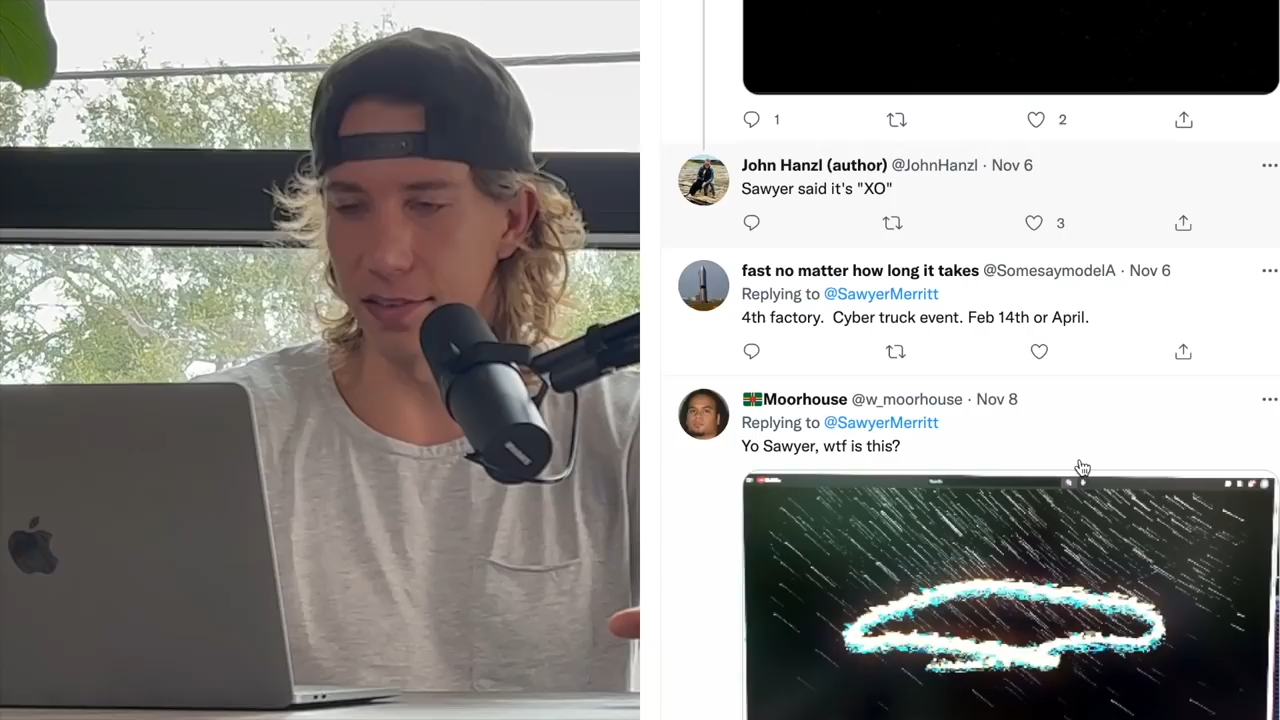 1
2
John Hanzl (author) @JohnHanzl · Nov 6
Sawyer said it's "XO"
3
fast no matter how long it takes @SomesaymodelA · Nov 6
Replying to @SawyerMerritt
4th factory.  Cyber truck event. Feb 14th or April.
Moorhouse @w_moorhouse · Nov 8
Replying to @SawyerMerritt
Yo Sawyer, wtf is this?